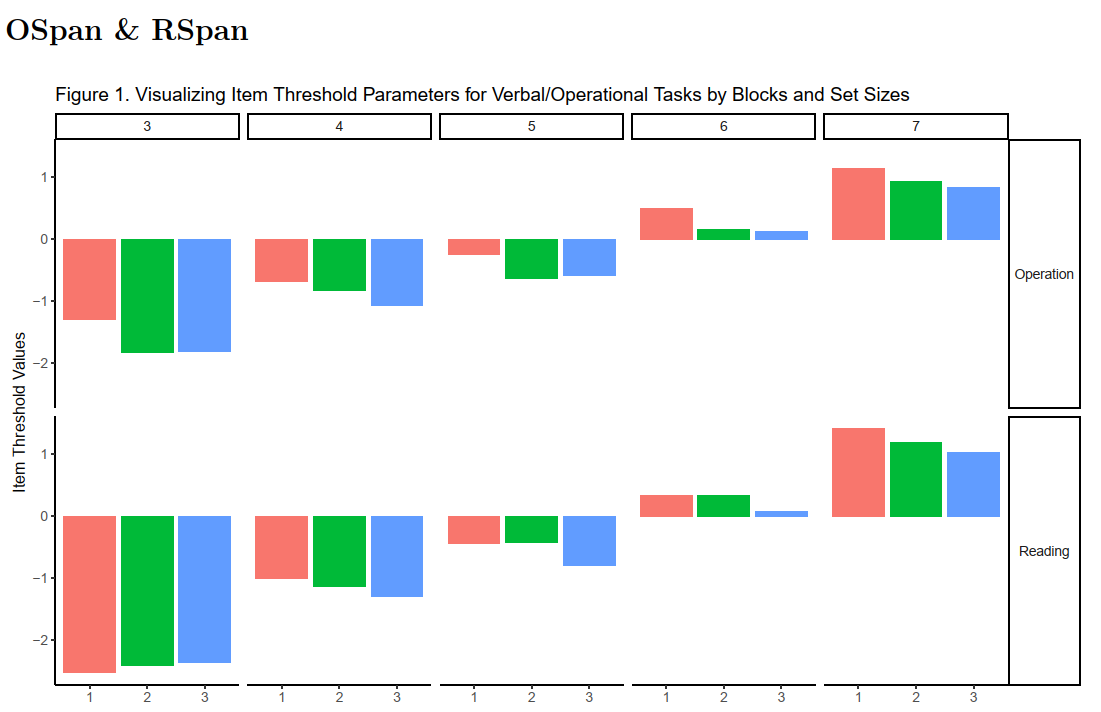 OSpan & RSpan
Figure 1. Visualizing Item Threshold Parameters for Verbal/Operational Tasks by Blocks and Set Sizes
3 4 5 6 7
1
0
−1
−2
Operation
Item Threshold Values
1
0
−1
−2
Reading
1 2 3 1 2 3 1 2 3 1 2 3 1 2 3